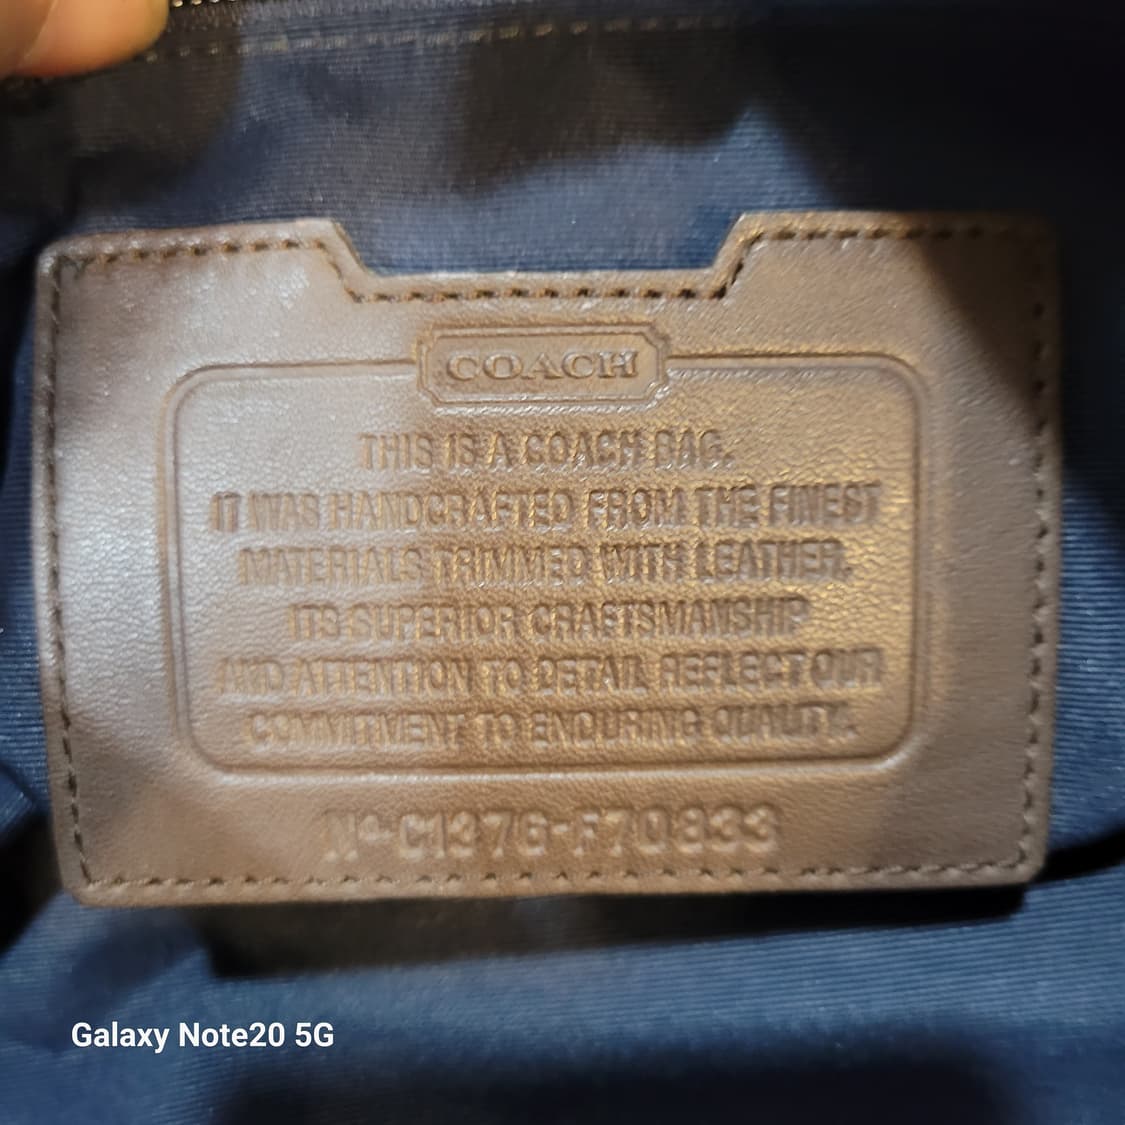 COACH
THIS IS A COACH BAG.
IT WAS HANDCRAFTED FROM THE FINEST
MATERIALS TRIMMED WITH LEATHER.
ITS SUPERIOR CRAFTSMANSHIP
AND ATTENTION TO DETAIL REFLECT OUR
COMMITMENT TO ENDURING QUALITY.
Nº C1376-F70833
Galaxy Note20 5G